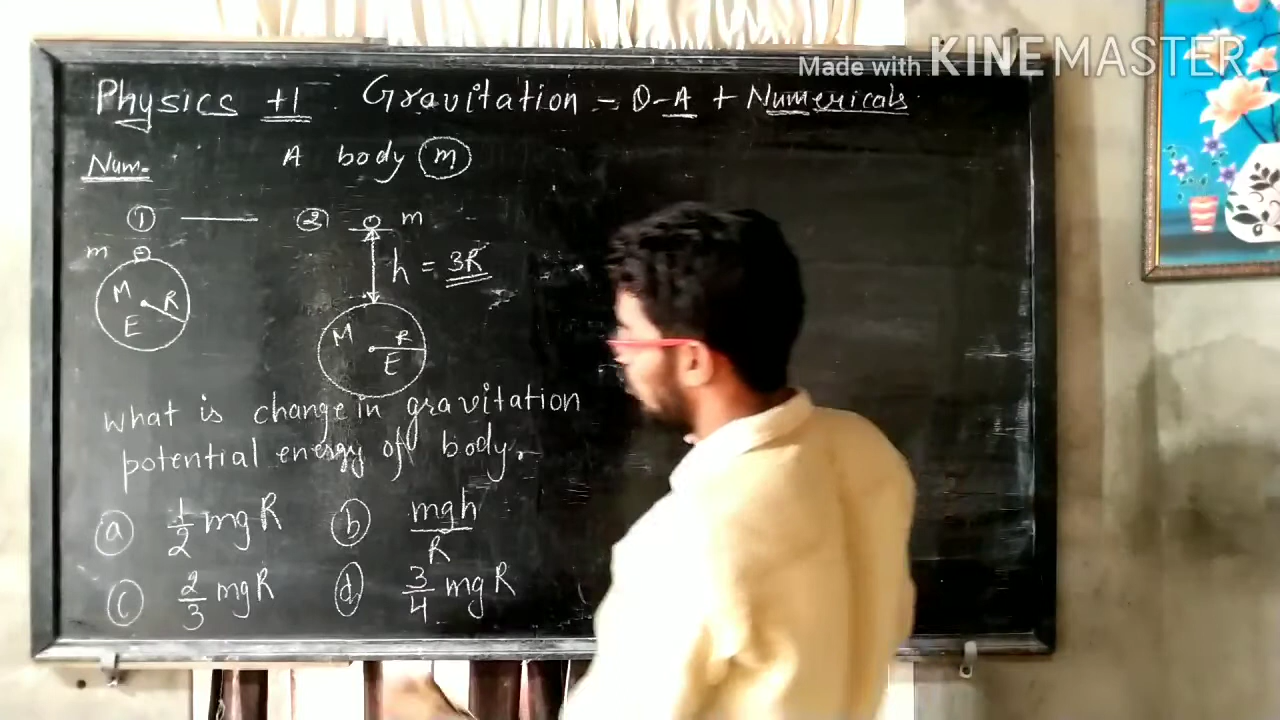 Made with KINEMASTER
Physics +1. Gravitation - Q-A + Numericals
Num. A body m
① ② m
m h = 3R
M R
E
M R
E
what is change in gravitation
potential energy of body.
ⓐ 1/2 mgR ⓑ mgh/R
ⓒ 2/3 mgR ⓓ 3/4 mgR